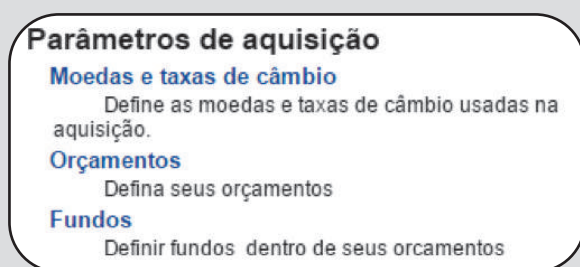 Parâmetros de aquisição
Moedas e taxas de câmbio
Define as moedas e taxas de câmbio usadas na
aquisição.
Orçamentos
Defina seus orçamentos
Fundos
Definir fundos dentro de seus orcamentos